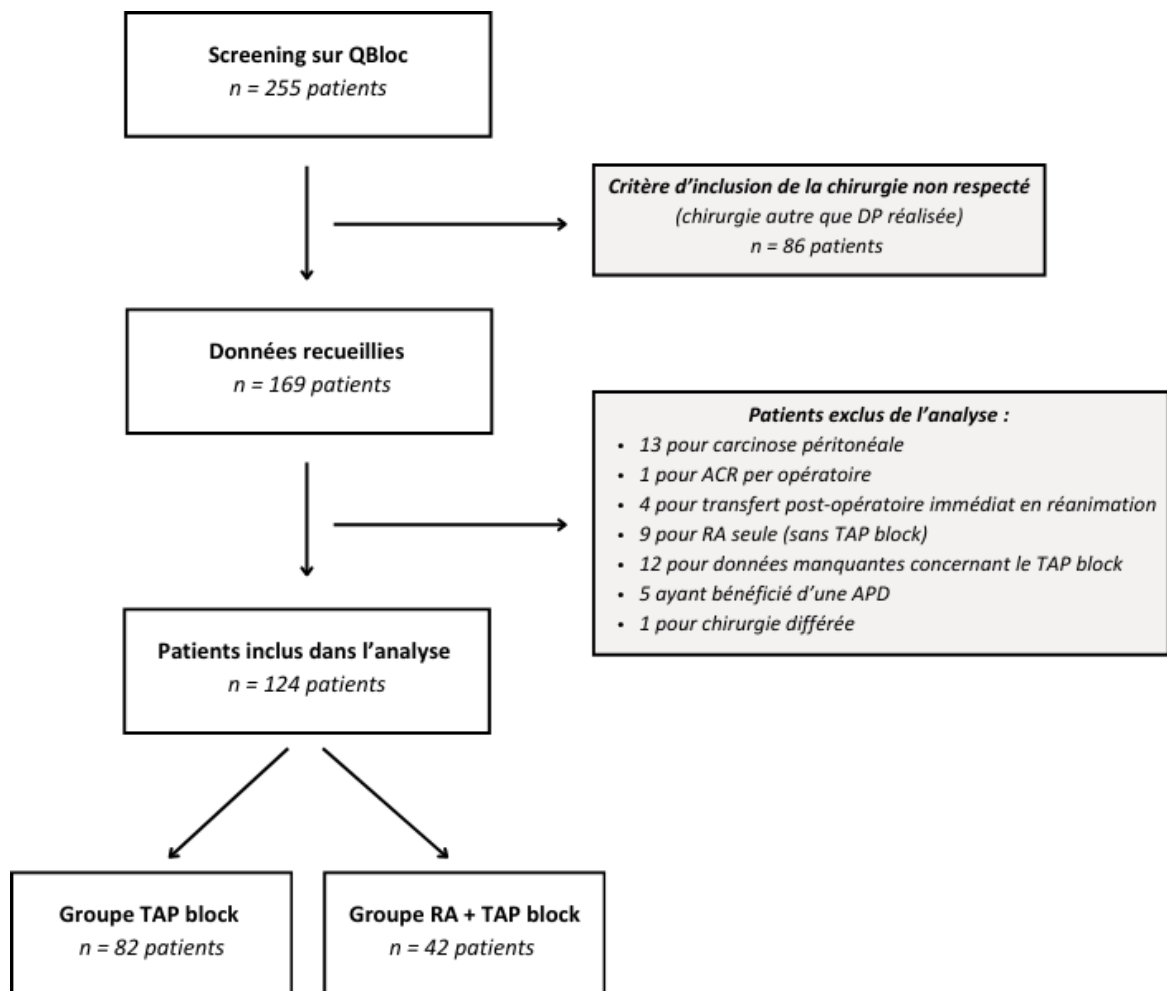 Screening sur QBloc
n = 255 patients
Critère d’inclusion de la chirurgie non respecté
(chirurgie autre que DP réalisée)
n = 86 patients
Données recueillies
n = 169 patients
Patients exclus de l’analyse :
• 13 pour carcinose péritonéale
• 1 pour ACR per opératoire
• 4 pour transfert post-opératoire immédiat en réanimation
• 9 pour RA seule (sans TAP block)
• 12 pour données manquantes concernant le TAP block
• 5 ayant bénéficié d’une APD
• 1 pour chirurgie différée
Patients inclus dans l’analyse
n = 124 patients
Groupe TAP block
n = 82 patients
Groupe RA + TAP block
n = 42 patients